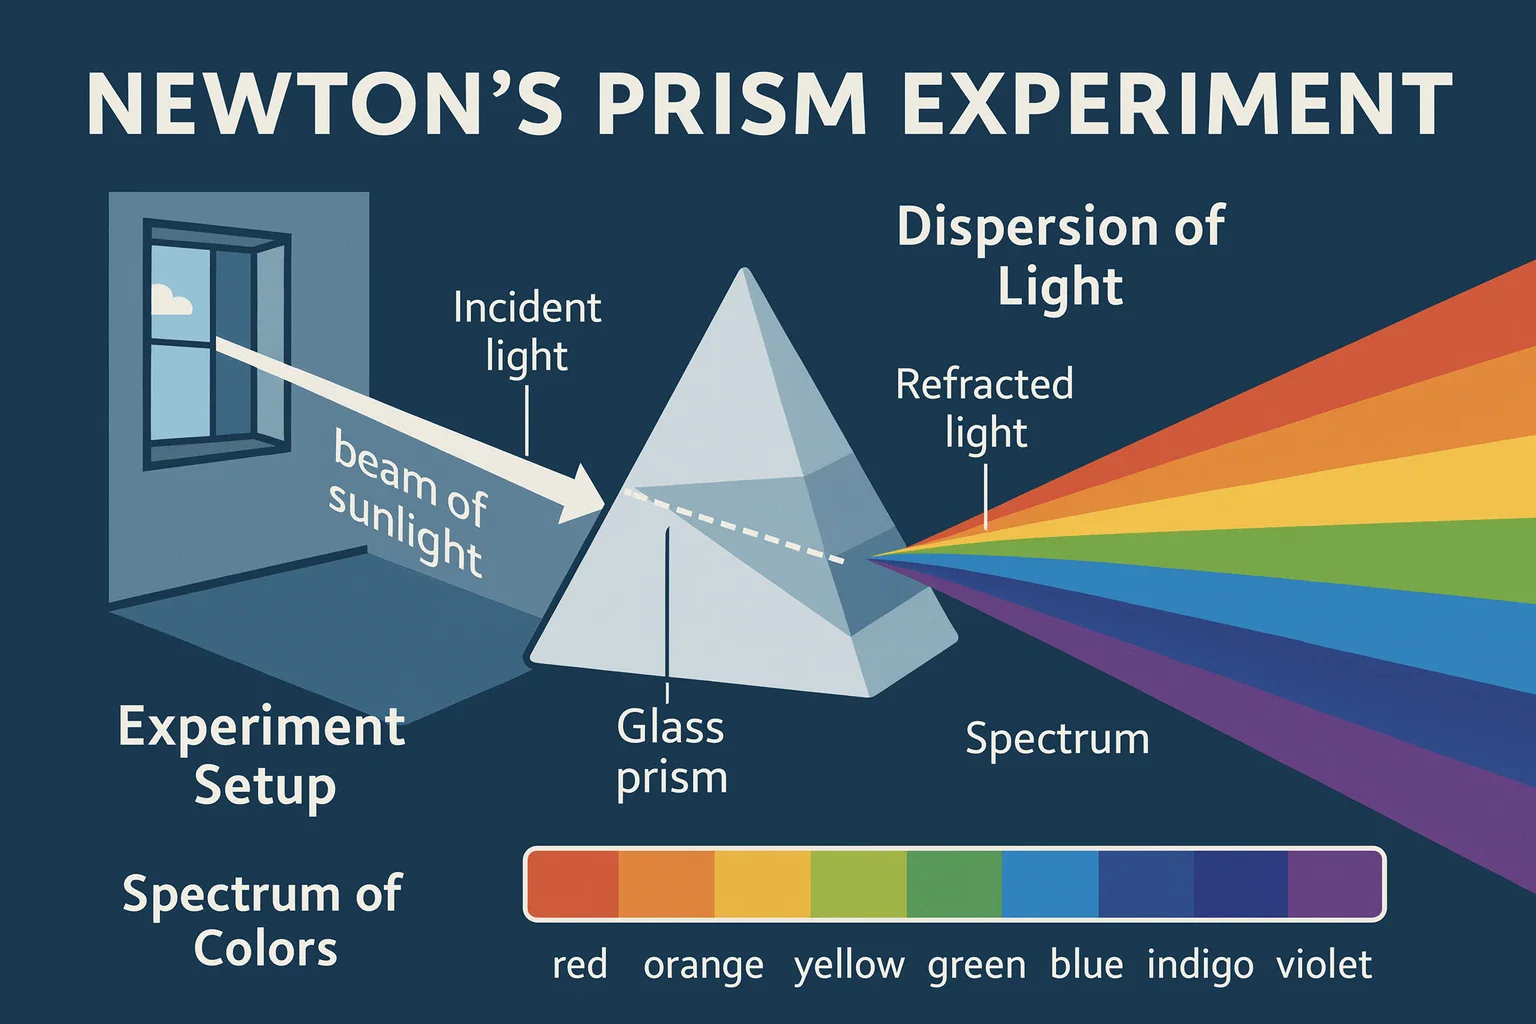 NEWTON’S PRISM EXPERIMENT
Dispersion of
Light
Incident
light
Refracted
light
beam of
sunlight
Experiment
Setup
Glass
prism
Spectrum
Spectrum of
Colors
red orange yellow green blue indigo violet